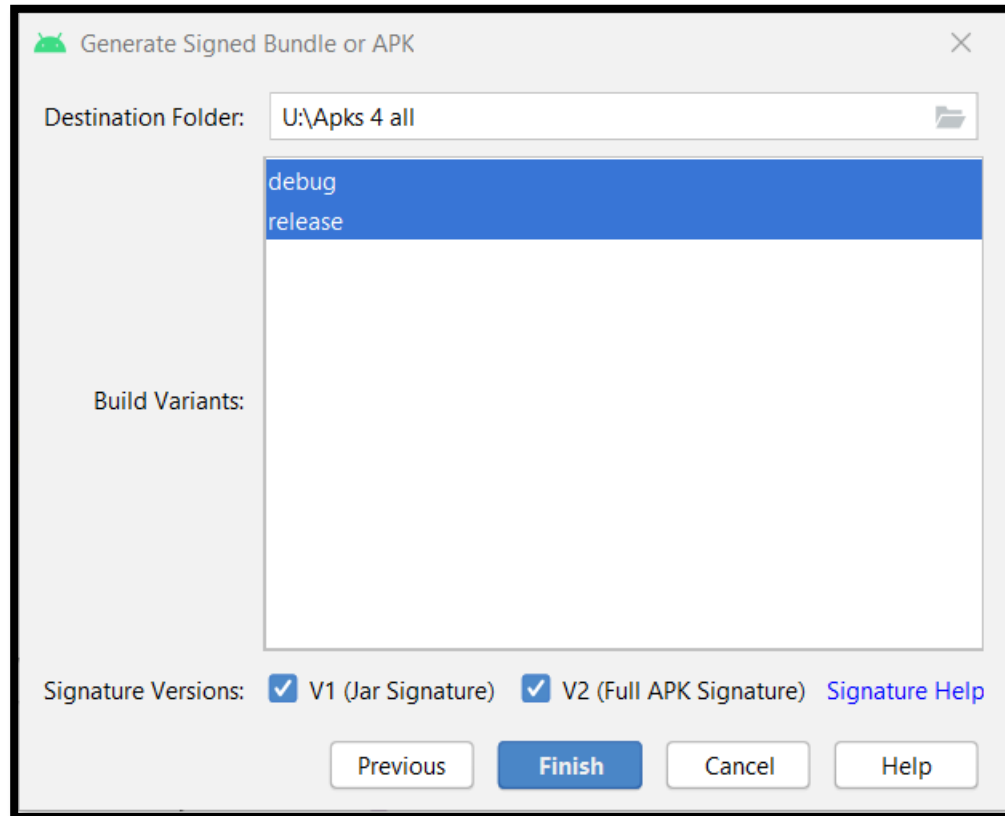 Generate Signed Bundle or APK
Destination Folder: U:\Apks 4 all
debug
release
Build Variants:
Signature Versions: V1 (Jar Signature) V2 (Full APK Signature) Signature Help
Previous Finish Cancel Help